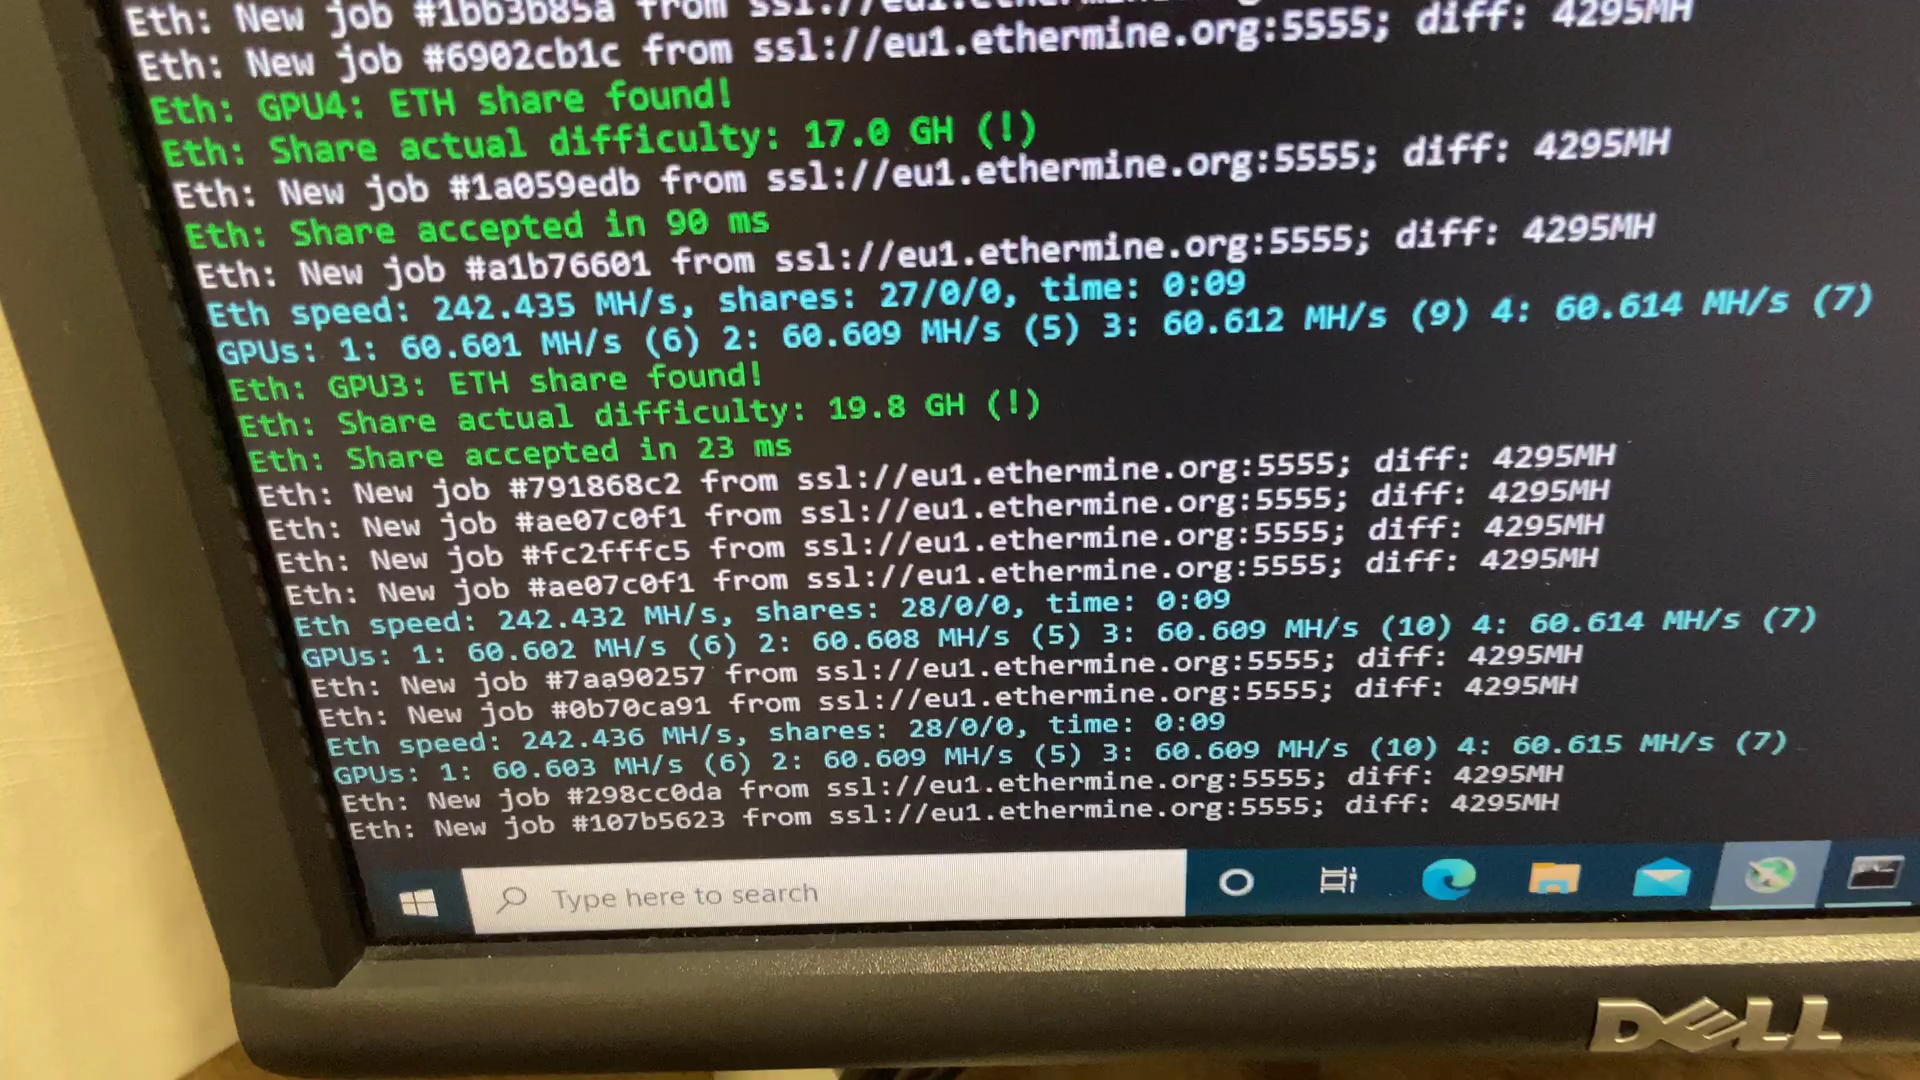 Eth: New job #1bb3b85a from
Eth: New job #6902cb1c from ssl://eu1.ethermine.org:5555; diff: 4295MH
Eth: GPU4: ETH share found!
Eth: Share actual difficulty: 17.0 GH (!)
Eth: New job #1a059edb from ssl://eu1.ethermine.org:5555; diff: 4295MH
Eth: Share accepted in 90 ms
Eth: New job #a1b76601 from ssl://eu1.ethermine.org:5555; diff: 4295MH
Eth speed: 242.435 MH/s, shares: 27/0/0, time: 0:09
GPUs: 1: 60.601 MH/s (6) 2: 60.609 MH/s (5) 3: 60.612 MH/s (9) 4: 60.614 MH/s (7)
Eth: GPU3: ETH share found!
Eth: Share actual difficulty: 19.8 GH (!)
Eth: Share accepted in 23 ms
Eth: New job #791868c2 from ssl://eu1.ethermine.org:5555; diff: 4295MH
Eth: New job #ae07c0f1 from ssl://eu1.ethermine.org:5555; diff: 4295MH
Eth: New job #fc2fffc5 from ssl://eu1.ethermine.org:5555; diff: 4295MH
Eth: New job #ae07c0f1 from ssl://eu1.ethermine.org:5555; diff: 4295MH
Eth speed: 242.432 MH/s, shares: 28/0/0, time: 0:09
GPUs: 1: 60.602 MH/s (6) 2: 60.608 MH/s (5) 3: 60.609 MH/s (10) 4: 60.614 MH/s (7)
Eth: New job #7aa90257 from ssl://eu1.ethermine.org:5555; diff: 4295MH
Eth: New job #0b70ca91 from ssl://eu1.ethermine.org:5555; diff: 4295MH
Eth speed: 242.436 MH/s, shares: 28/0/0, time: 0:09
GPUs: 1: 60.603 MH/s (6) 2: 60.609 MH/s (5) 3: 60.609 MH/s (10) 4: 60.615 MH/s (7)
Eth: New job #298cc0da from ssl://eu1.ethermine.org:5555; diff: 4295MH
Eth: New job #107b5623 from ssl://eu1.ethermine.org:5555; diff: 4295MH
Type here to search
DELL